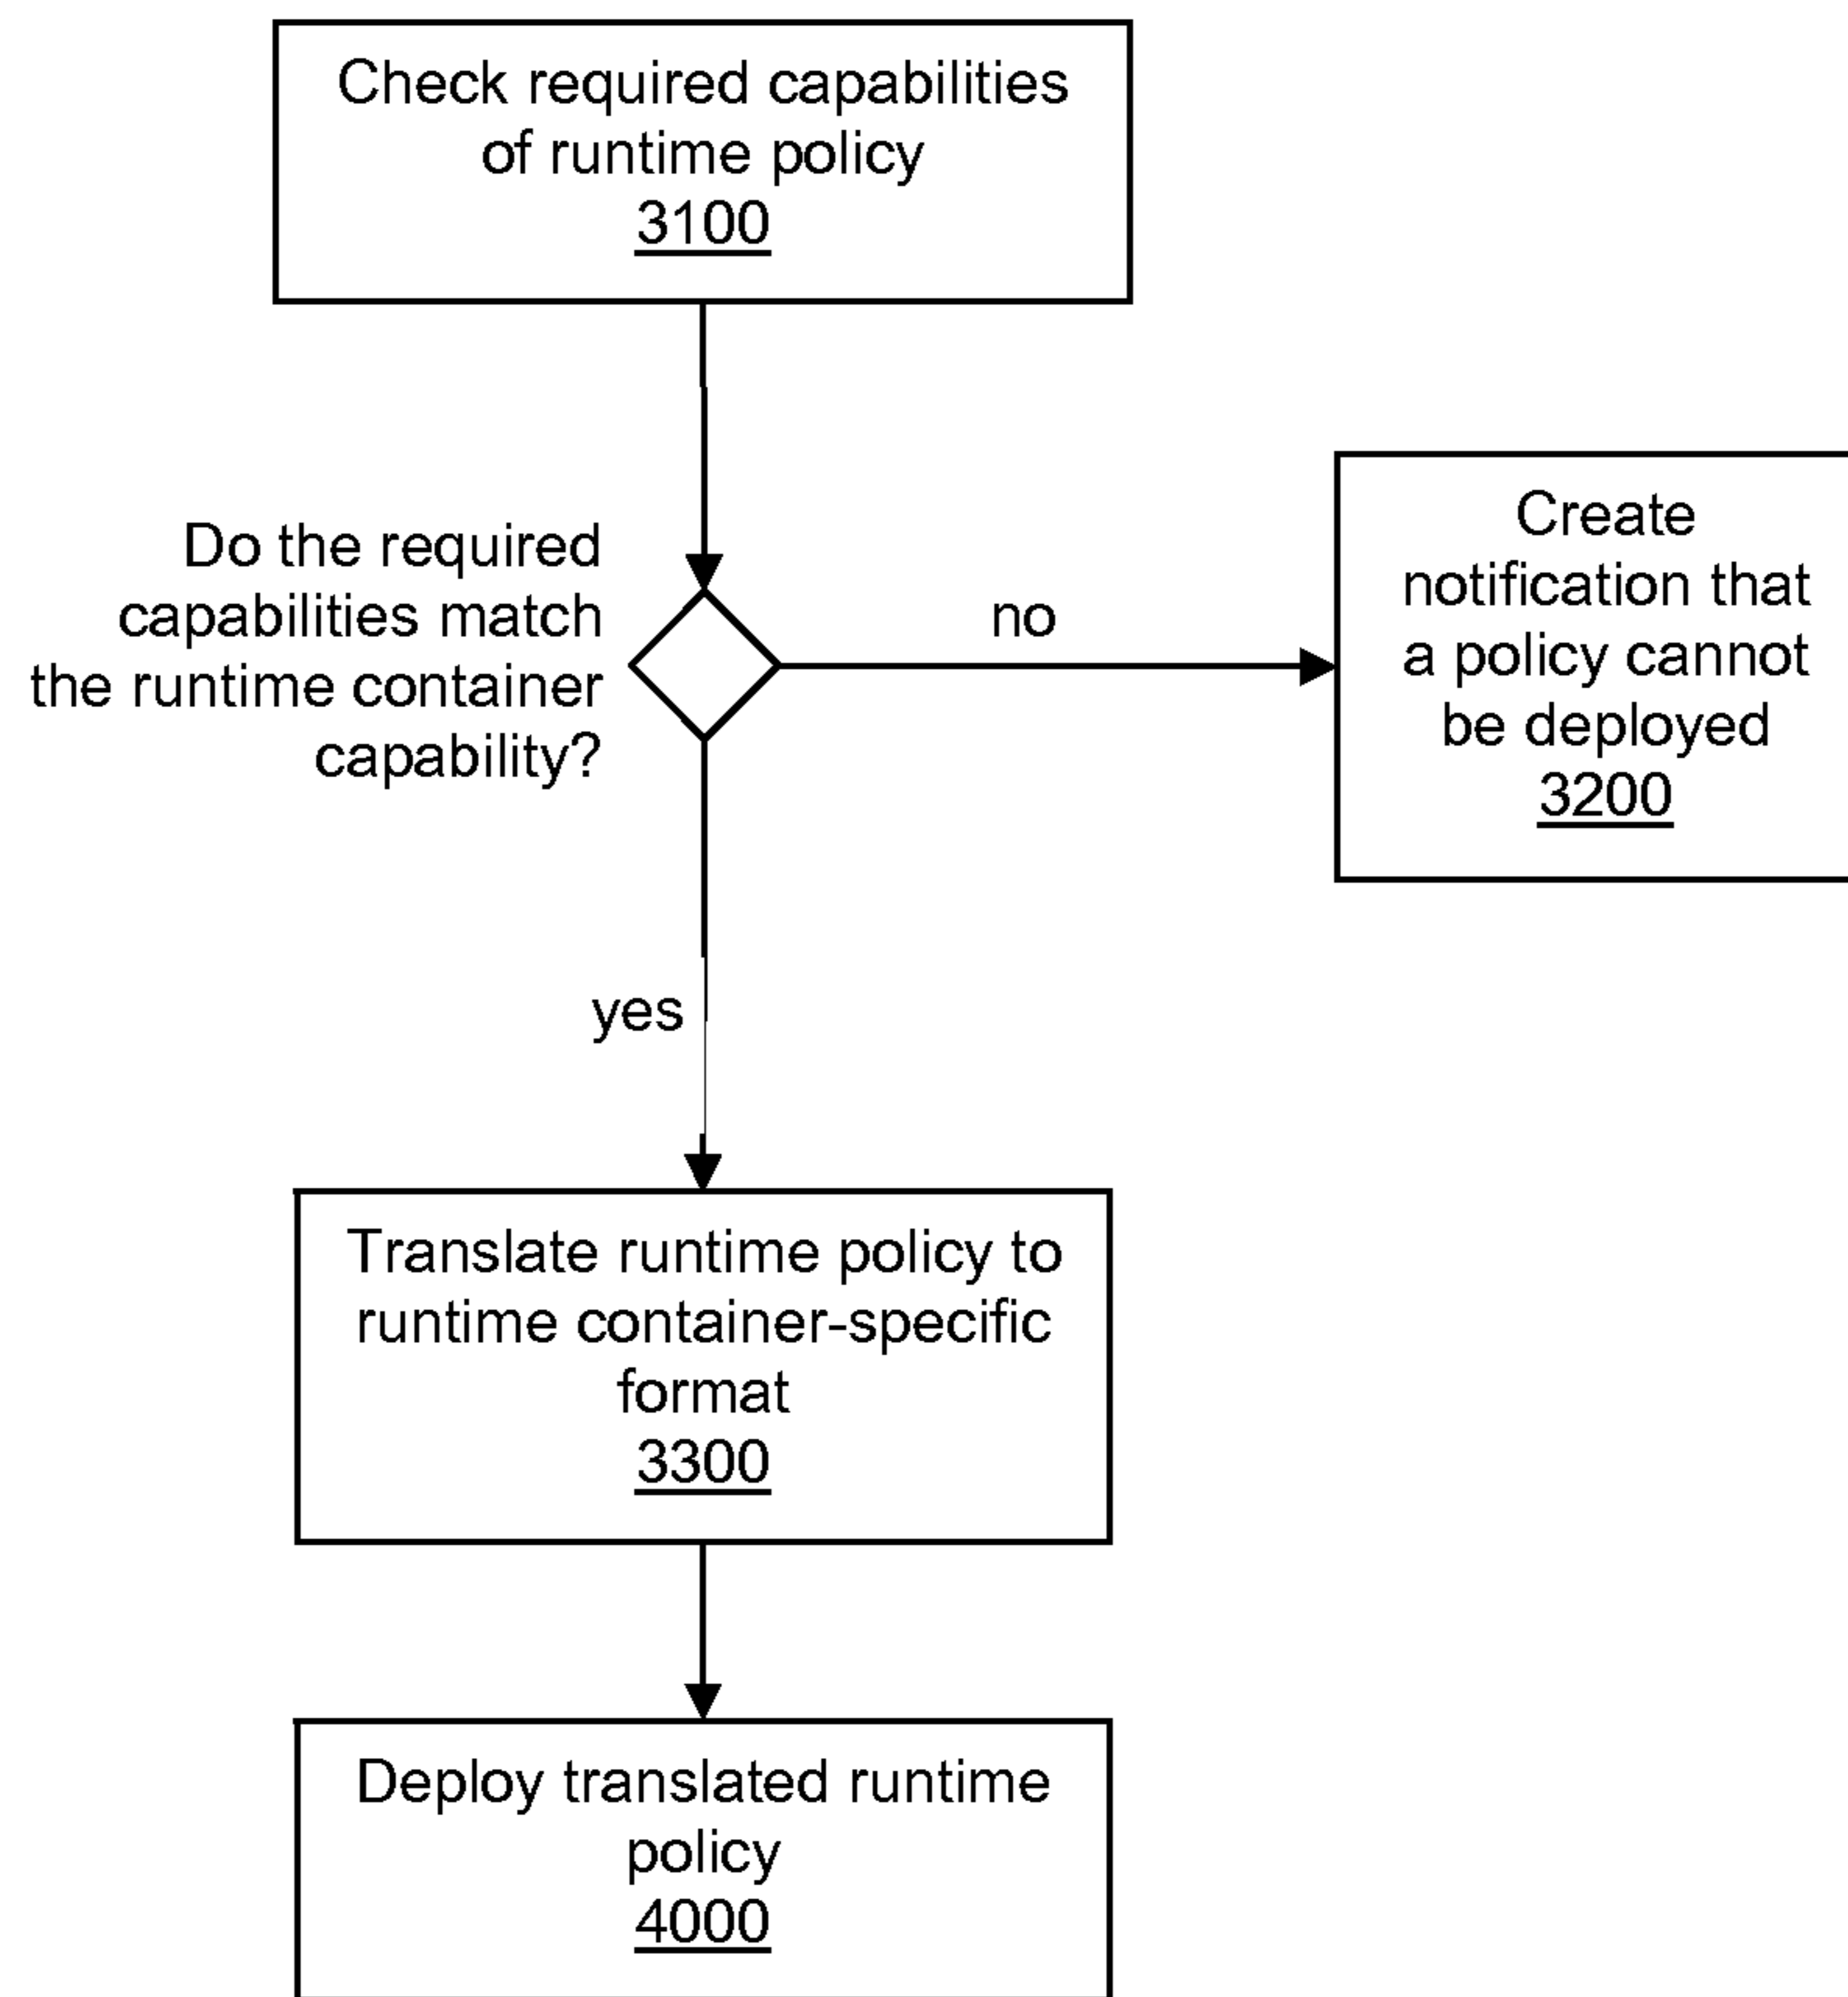 Check required capabilities
of runtime policy
3100
Do the required
capabilities match
the runtime container
capability?
no
Create
notification that
a policy cannot
be deployed
3200
yes
Translate runtime policy to
runtime container-specific
format
3300
Deploy translated runtime
policy
4000